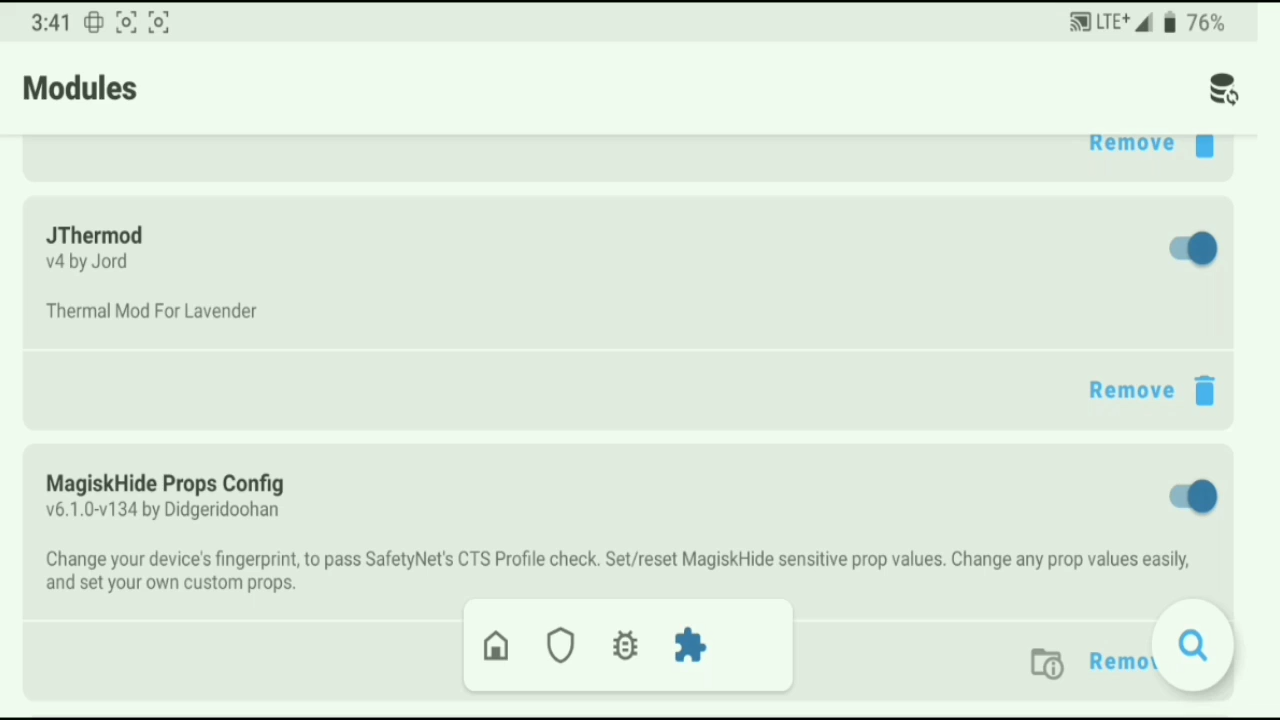 3:41 LTE+ 76%
Modules
Remove
JThermod
v4 by Jord
Thermal Mod For Lavender
Remove
MagiskHide Props Config
v6.1.0-v134 by Didgeridoohan
Change your device's fingerprint, to pass SafetyNet's CTS Profile check. Set/reset MagiskHide sensitive prop values. Change any prop values easily,
and set your own custom props.
Remov